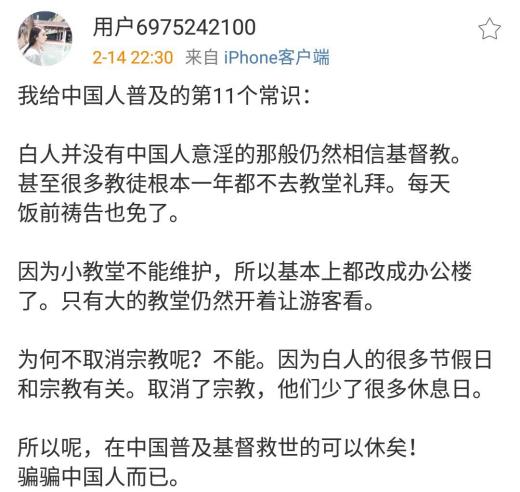 用户6975242100
2-14 22:30 来自 iPhone客户端
我给中国人普及的第11个常识：
白人并没有中国人意淫的那般仍然相信基督教。
甚至很多教徒根本一年都不去教堂礼拜。每天
饭前祷告也免了。
因为小教堂不能维护，所以基本上都改成办公楼
了。只有大的教堂仍然开着让游客看。
为何不取消宗教呢？不能。因为白人的很多节假日
和宗教有关。取消了宗教，他们少了很多休息日。
所以呢，在中国普及基督救世的可以休矣！
骗骗中国人而已。